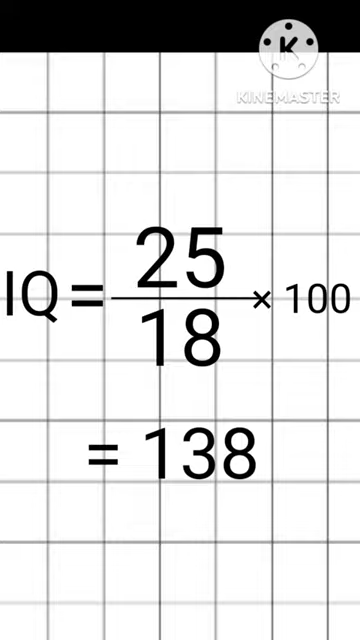 K
KINEMASTER
IQ = 25/18 × 100
= 138